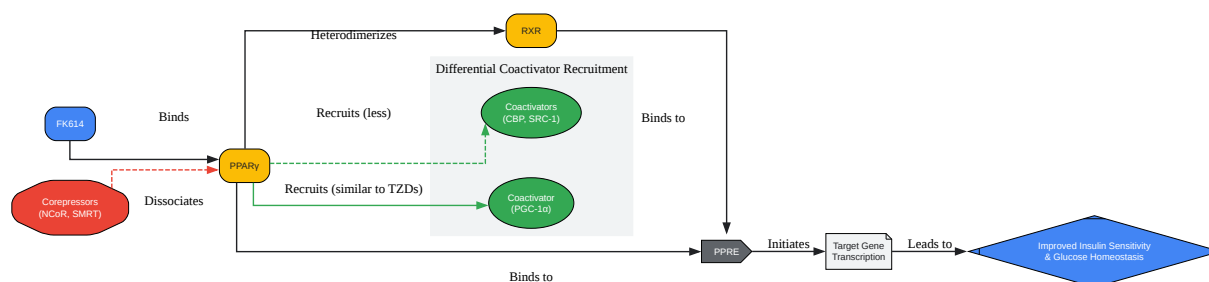 Heterodimerizes
RXR
Differential Coactivator Recruitment
FK614
Binds
Recruits (less)
Coactivators
(CBP, SRC-1)
Binds to
PPARγ
Corepressors
(NCoR, SMRT)
Dissociates
Recruits (similar to TZDs)
Coactivator
(PGC-1α)
PPRE
Initiates
Target Gene
Transcription
Leads to
Improved Insulin Sensitivity
& Glucose Homeostasis
Binds to